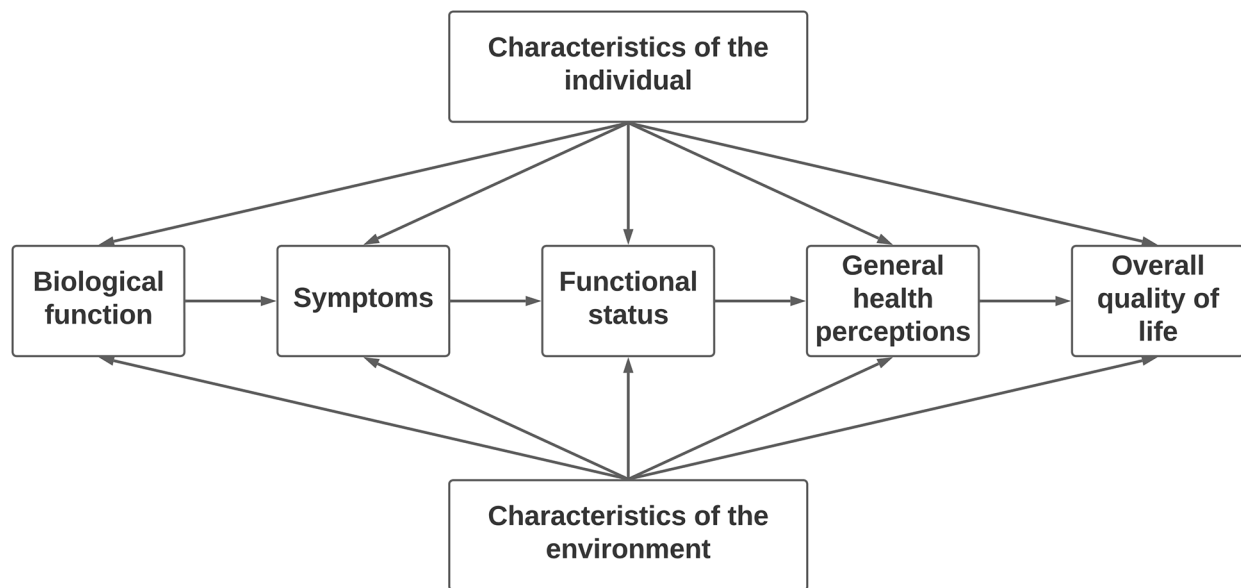 Characteristics of the
individual
Biological
function
Symptoms
Functional
status
General
health
perceptions
Overall
quality of
life
Characteristics of the
environment